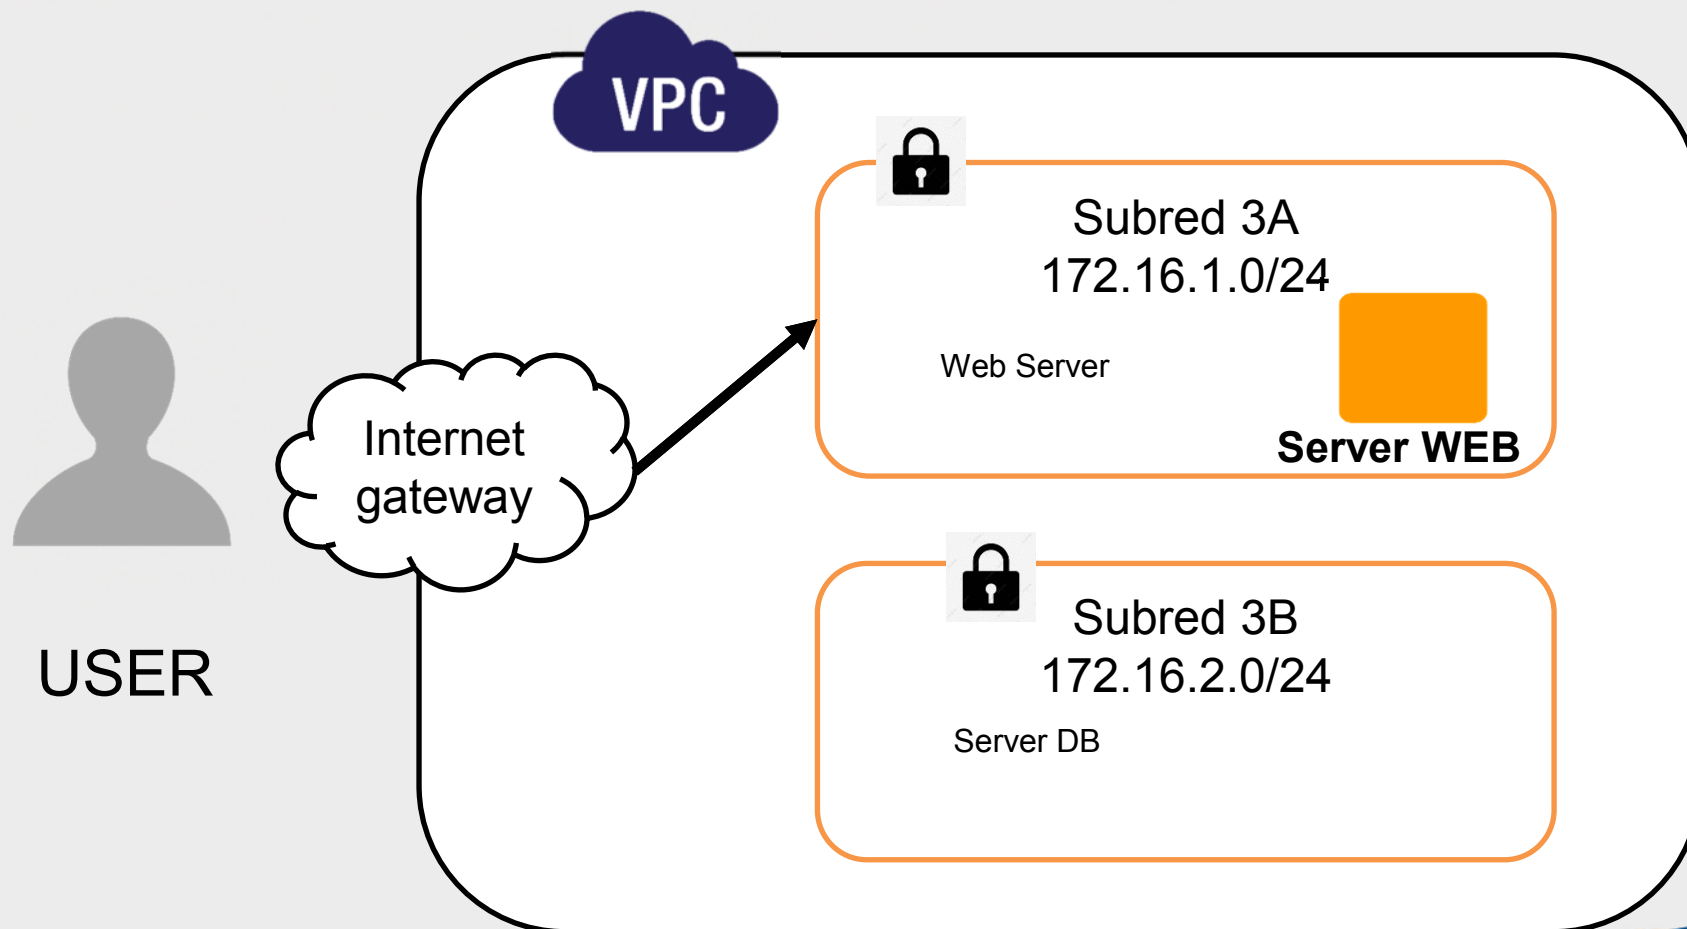 VPC
Subred 3A
172.16.1.0/24
Web Server
Server WEB
Internet
gateway
USER
Subred 3B
172.16.2.0/24
Server DB